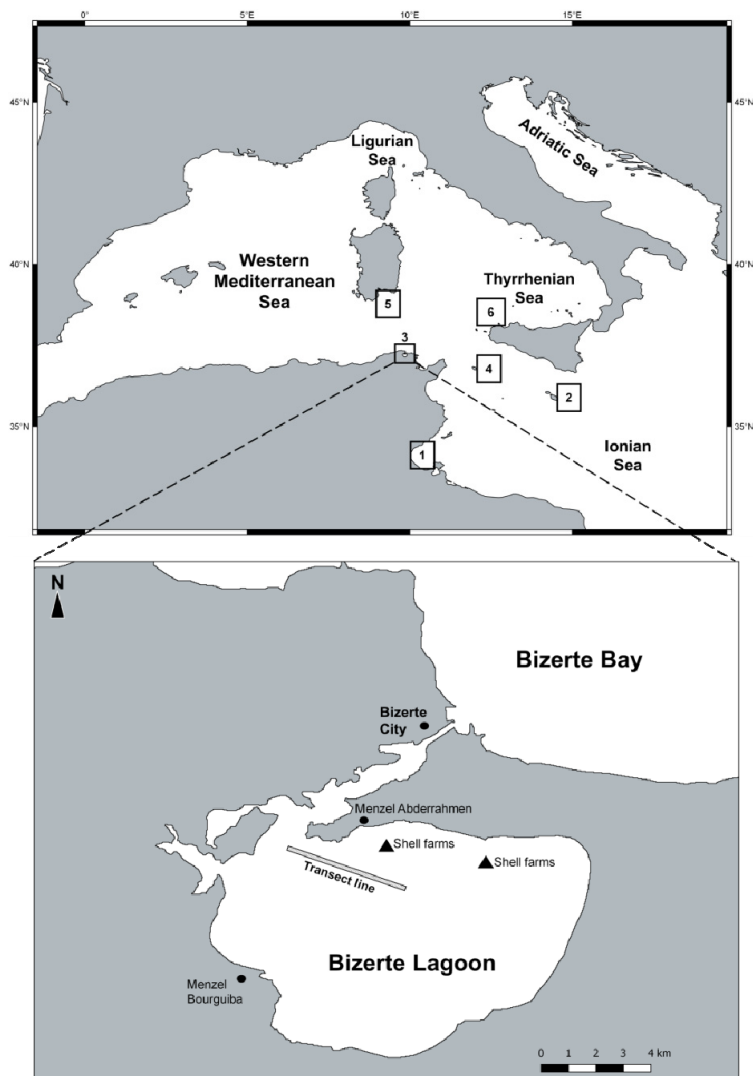 0°
5°E
10°E
15°E
45°N
45°N
Ligurian
Sea
Adriatic Sea
40°N
40°N
Western
Mediterranean
Sea
Thyrrhenian
Sea
5
6
3
4
2
35°N
35°N
1
Ionian
Sea
N
Bizerte Bay
Bizerte
City
Menzel Abderrahmen
Shell farms
Shell farms
Transect line
Bizerte Lagoon
Menzel
Bourguiba
0 1 2 3 4 km